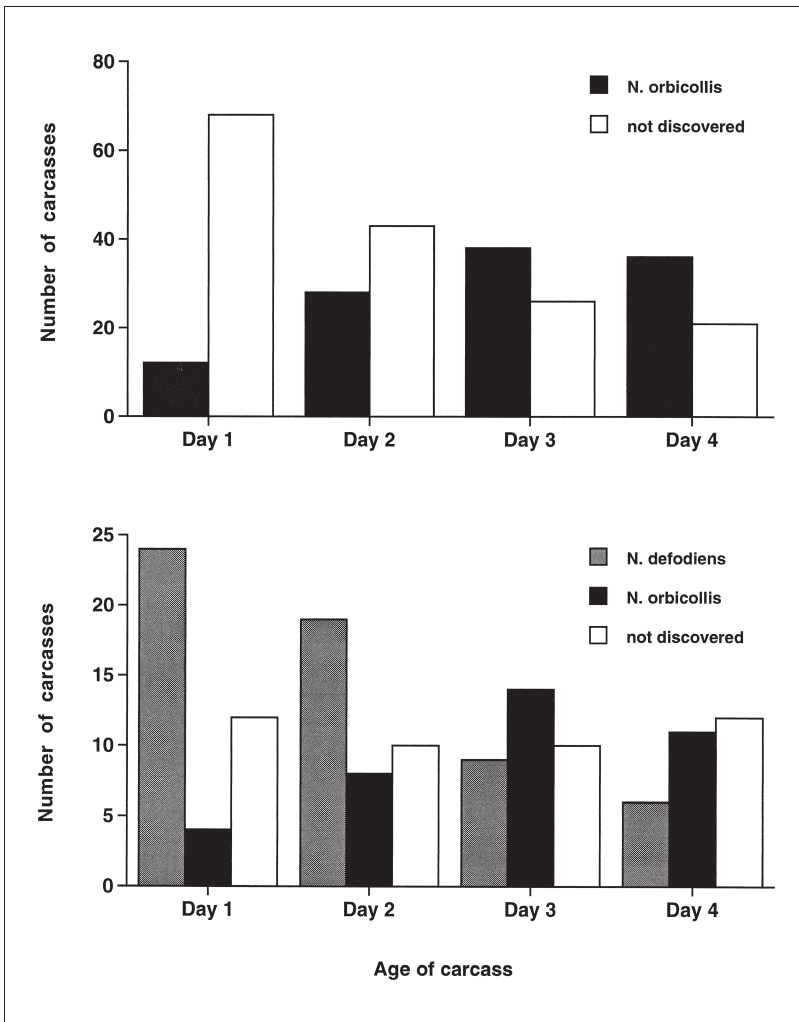 80
60
40
20
0
Number of carcasses
N. orbicollis
not discovered
Day 1 Day 2 Day 3 Day 4
25
20
15
10
5
0
Number of carcasses
N. defodiens
N. orbicollis
not discovered
Day 1 Day 2 Day 3 Day 4
Age of carcass